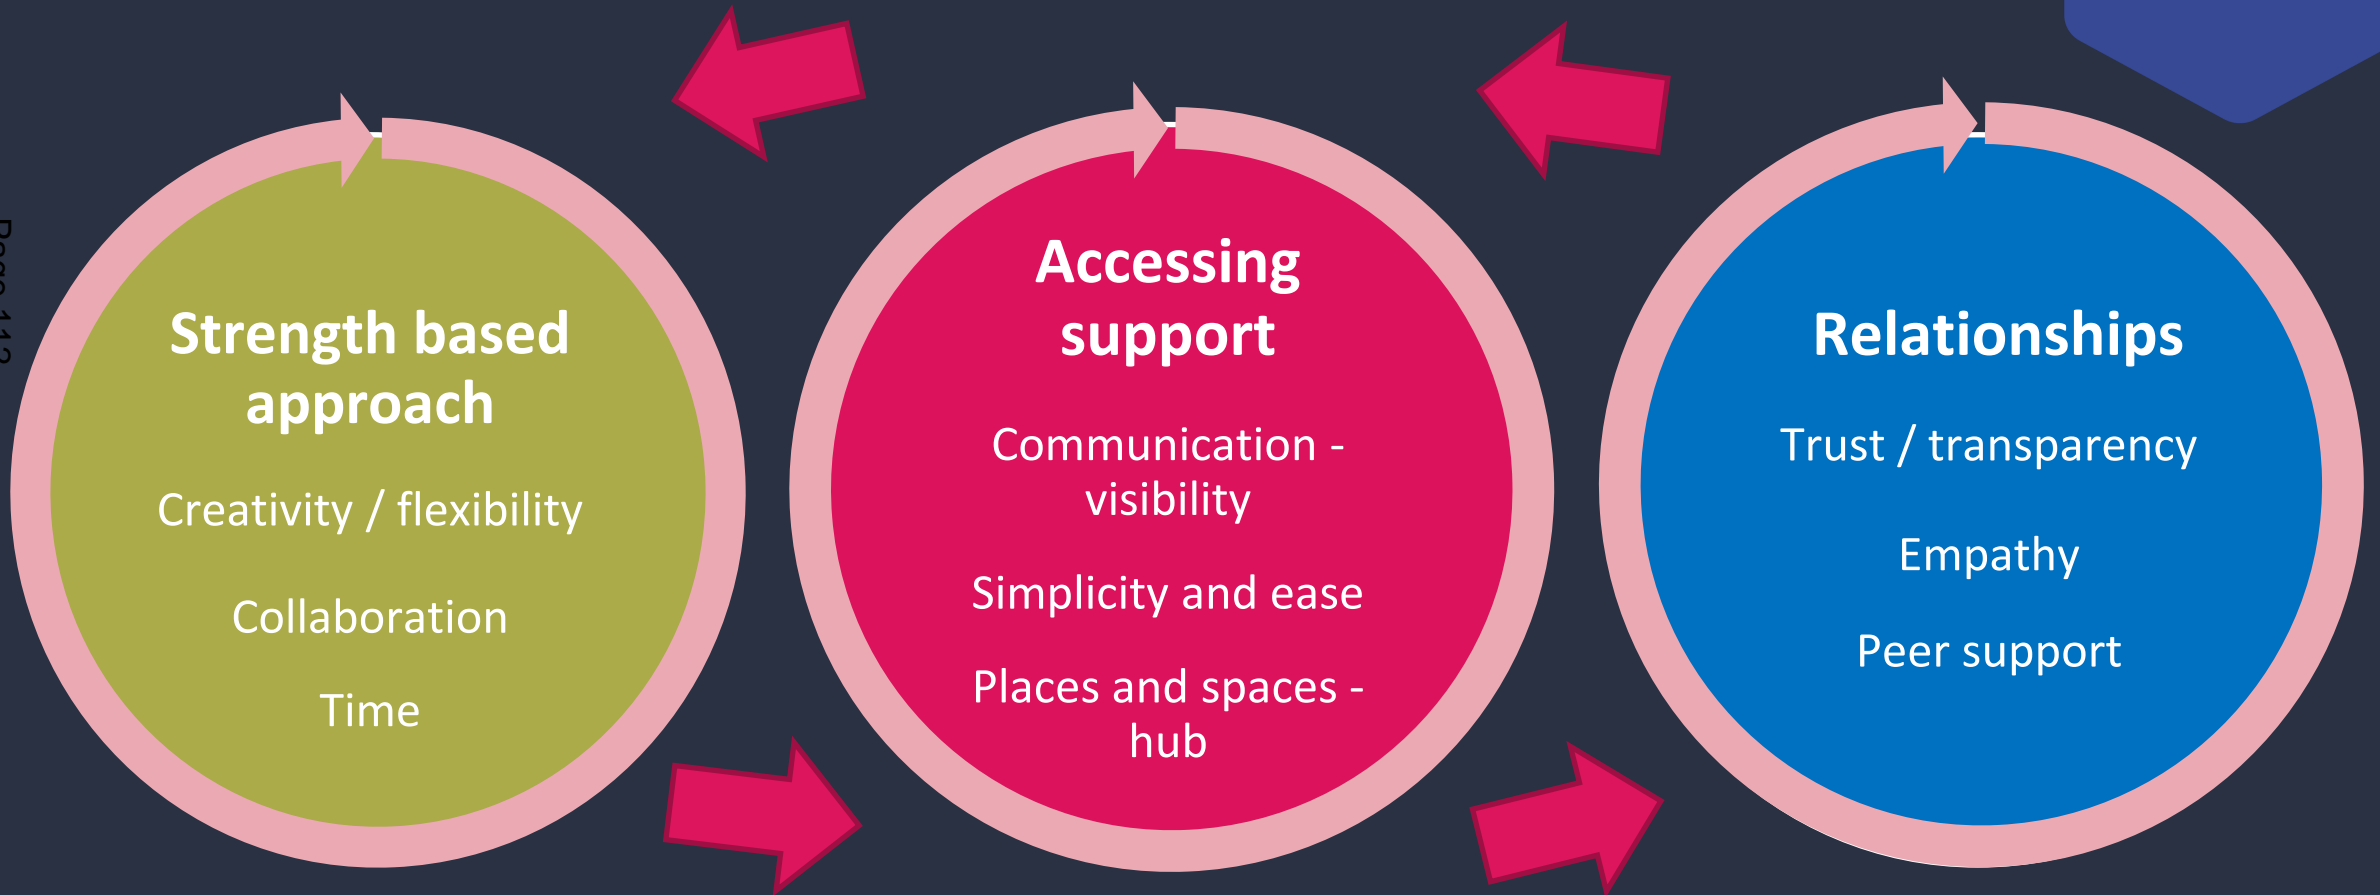 Strength based
approach
Creativity / flexibility
Collaboration
Time
Accessing
support
Communication -
visibility
Simplicity and ease
Places and spaces -
hub
Relationships
Trust / transparency
Empathy
Peer support